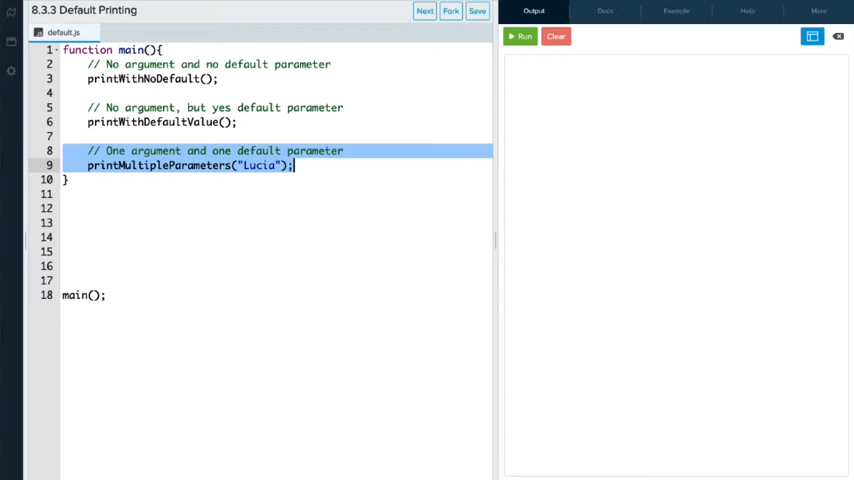 8.3.3 Default Printing
Next
Fork
Save
Output
Docs
Example
Help
More
default.js
Run
Clear
1 function main(){
2 // No argument and no default parameter
3 printWithNoDefault();
4
5 // No argument, but yes default parameter
6 printWithDefaultValue();
7
8 // One argument and one default parameter
9 printMultipleParameters("Lucia");
10 }
11
12
13
14
15
16
17
18 main();